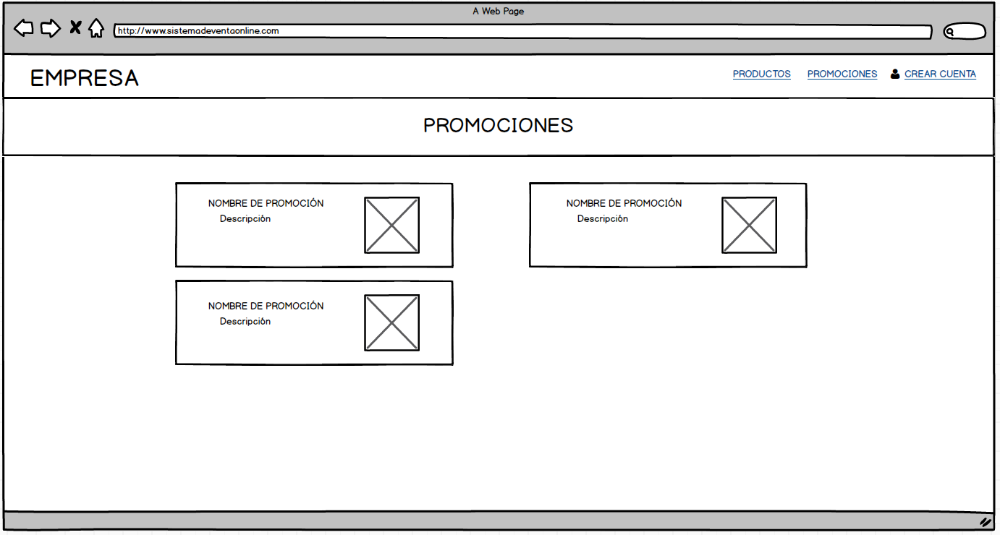 A Web Page
http://www.sistemadeventaonline.com
EMPRESA
PRODUCTOS
PROMOCIONES
CREAR CUENTA
PROMOCIONES
NOMBRE DE PROMOCIÓN
Descripción
NOMBRE DE PROMOCIÓN
Descripción
NOMBRE DE PROMOCIÓN
Descripción